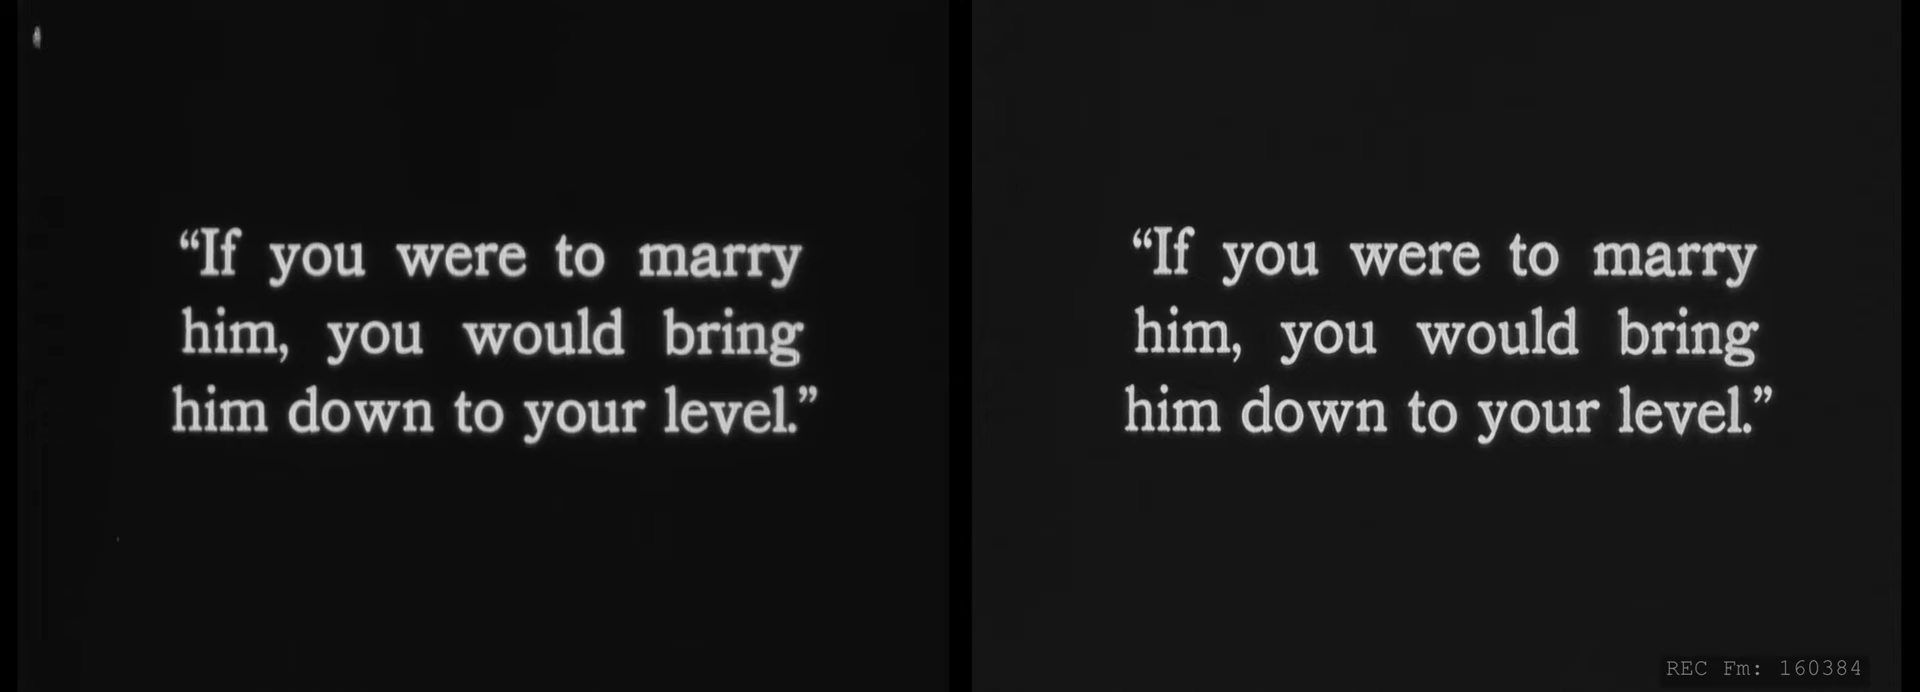 “If you were to marry
him, you would bring
him down to your level.”
“If you were to marry
him, you would bring
him down to your level.”
REC Fm: 160384